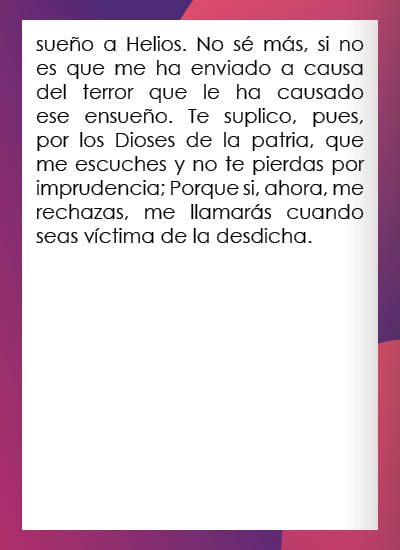 sueño a Helios. No sé más, si no
es que me ha enviado a causa
del terror que le ha causado
ese ensueño. Te suplico, pues,
por los Dioses de la patria, que
me escuches y no te pierdas por
imprudencia; Porque si, ahora, me
rechazas, me llamarás cuando
seas víctima de la desdicha.